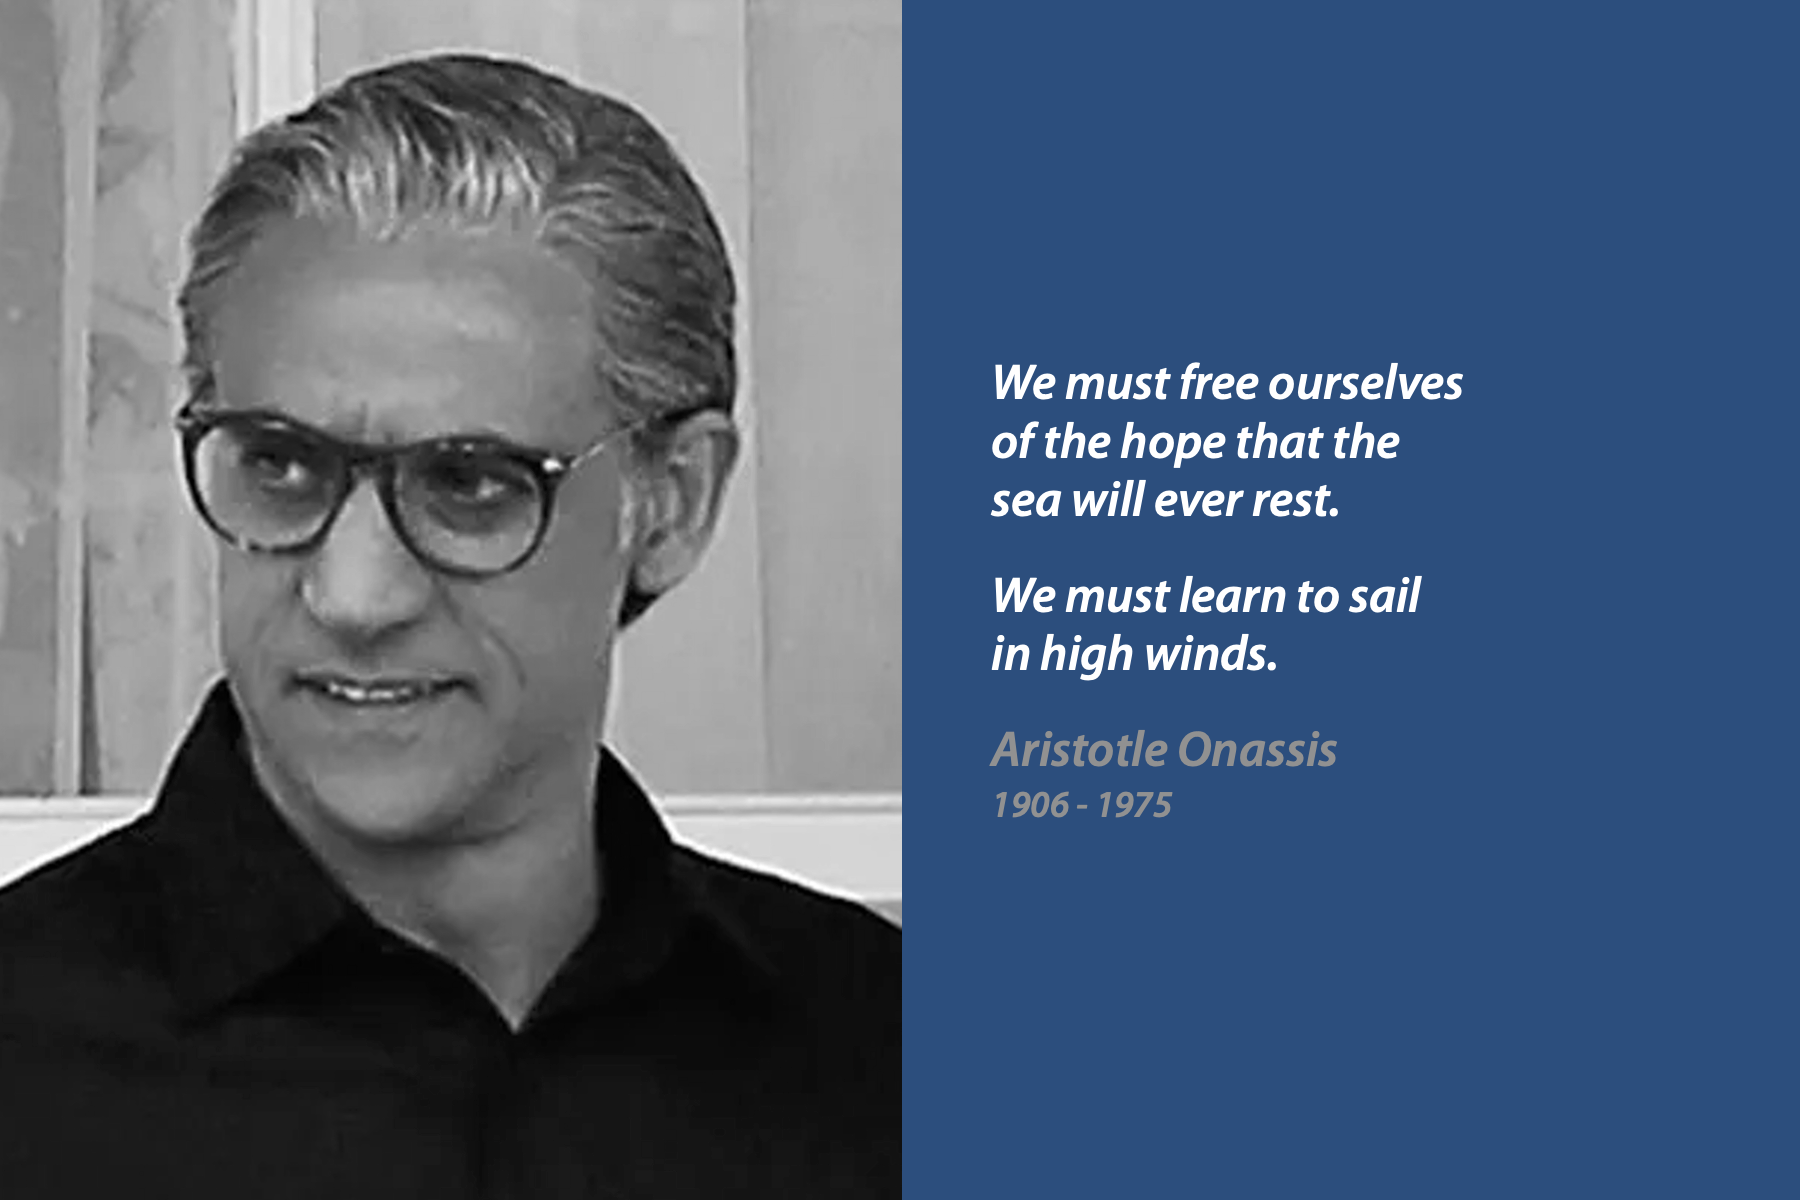 We must free ourselves
of the hope that the
sea will ever rest.
We must learn to sail
in high winds.
Aristotle Onassis
1906 - 1975